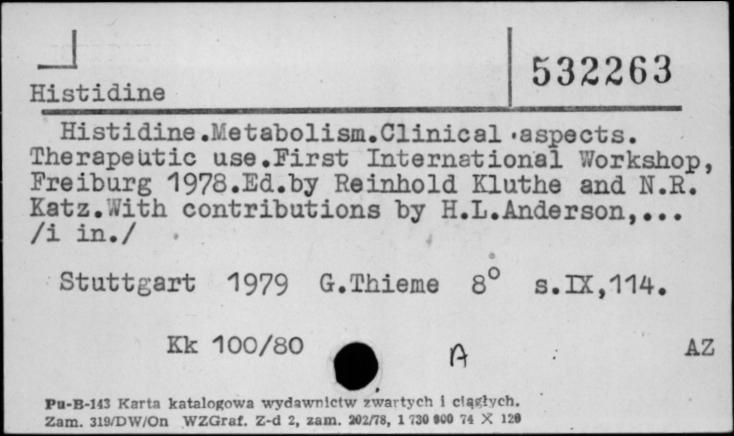 532263
Histidine
Histidine.Metabolism.Clinical aspects.
Therapeutic use.First International Workshop,
Freiburg 1978.Ed.by Reinhold Kluthe and N.R.
Katz.With contributions by H.L.Anderson,...
/i in./
Stuttgart 1979 G.Thieme 8° s.IX,114.
Kk 100/80 A AZ
Pu-B-143 Karta katalogowa wydawnictw zwartych i ciągłych.
Zam. 319/DW/On WZGraf. Z-d 2, zam. 202/78, 1 730 000 74 X 120